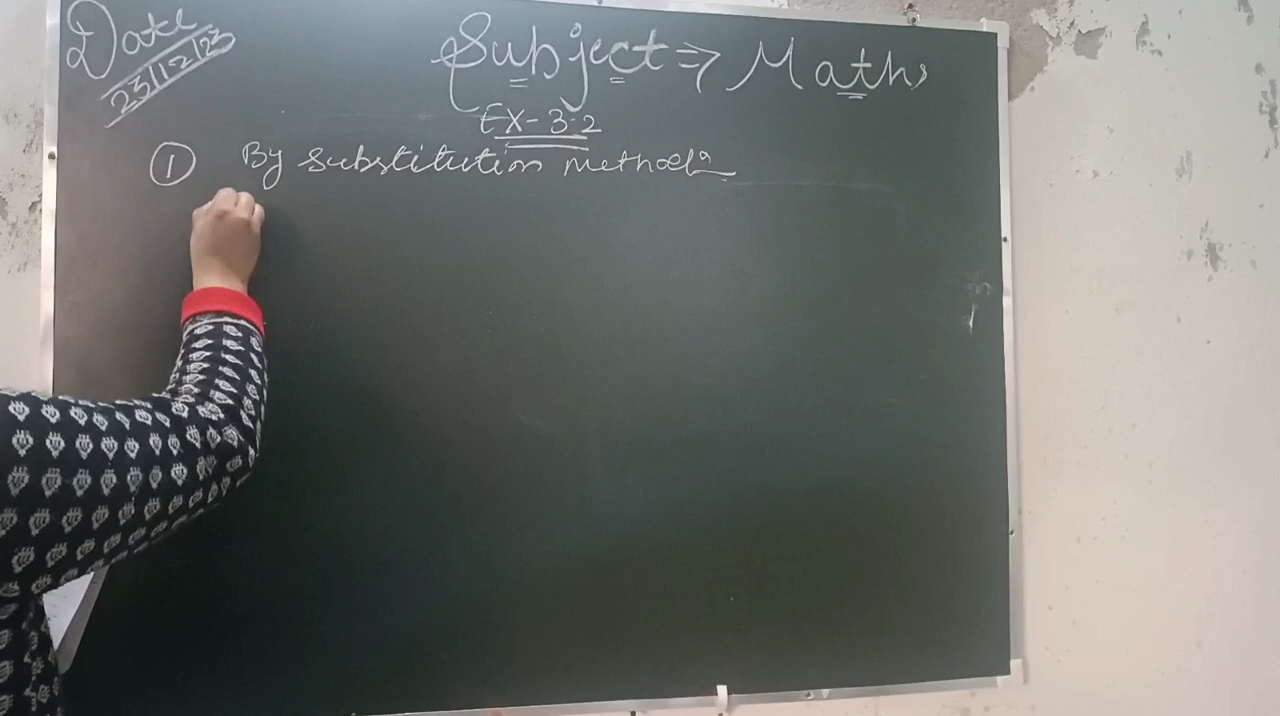 Date
23/12/23
Subject ⇒ Maths
EX-3.2
① By Substitution method: